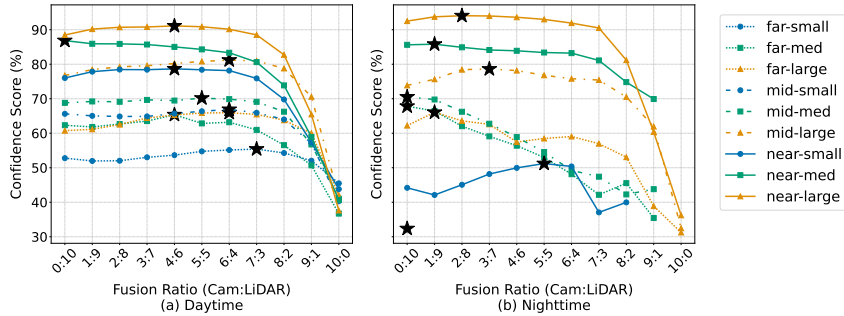 Confidence Score (%)
90
80
70
60
50
40
30
0:10 1:9 2:8 3:7 4:6 5:5 6:4 7:3 8:2 9:1 10:0
Fusion Ratio (Cam:LiDAR)
(a) Daytime
Confidence Score (%)
0:10 1:9 2:8 3:7 4:6 5:5 6:4 7:3 8:2 9:1 10:0
Fusion Ratio (Cam:LiDAR)
(b) Nighttime
far-small
far-med
far-large
mid-small
mid-med
mid-large
near-small
near-med
near-large